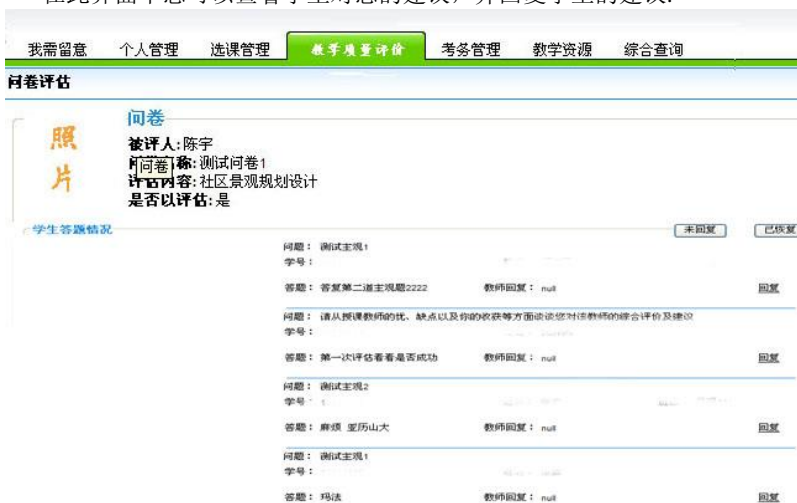 在此界面中您可以查看学生对您的建议，并回复学生的建议.
我需留意 个人管理 选课管理 教学质量评价 考务管理 教学资源 综合查询
问卷评估
照片
问卷
被评人:陈宇
称:测试问卷1
问卷
评估内容:社区景观规划设计
是否以评估:是
学生答题情况 未回复 已恢复
问题： 测试主观1
学号：
答题： 答复第二道主观题2222 教师回复： null 回复
问题： 请从授课教师的优、缺点以及你的收获等方面谈谈您对该教师的综合评价及建议
学号：
答题： 第一次评估看看是否成功 教师回复： null 回复
问题： 测试主观2
学号
答题： 麻烦 亚历山大 教师回复： null 回复
问题： 测试主观1
学号：
答题： 玛法 教师回复： null 回复